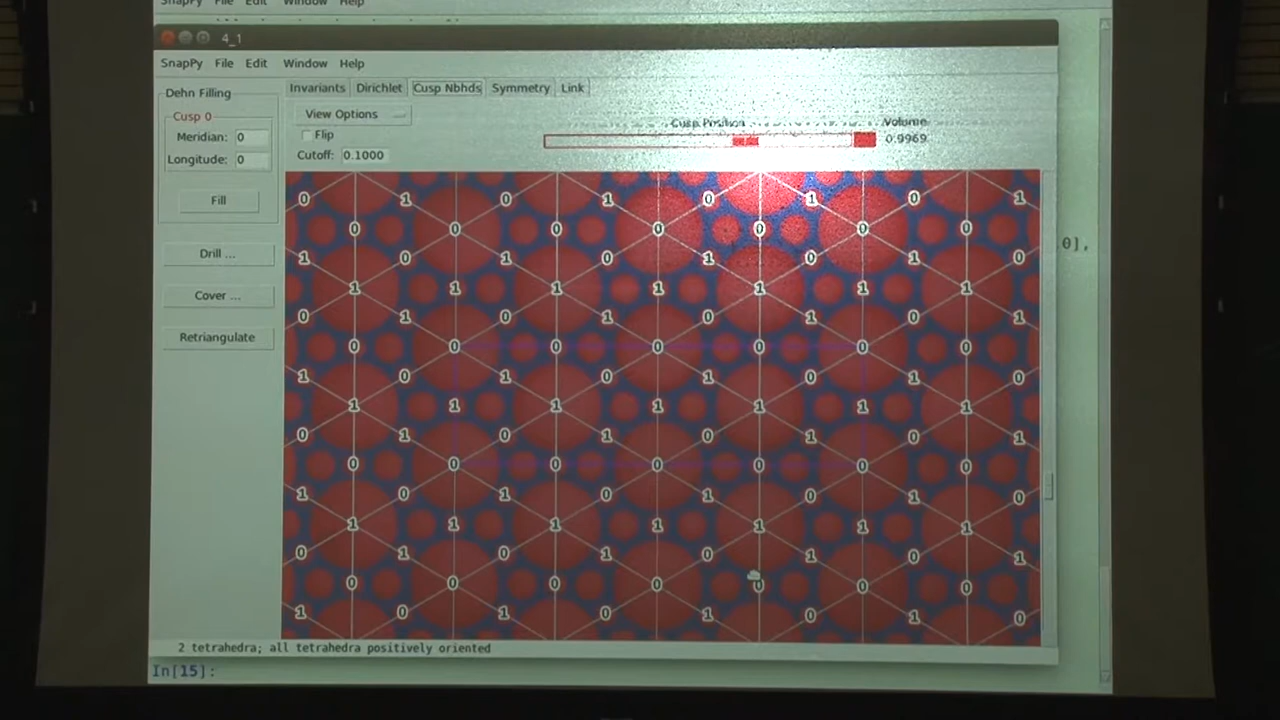 SnapPy File Edit Window Help
4_1
SnapPy File Edit Window Help
Invariants Dirichlet Cusp Nbhds Symmetry Link
Dehn Filling
Cusp 0
Meridian: 0
Longitude: 0
Fill
Drill ...
Cover ...
Retriangulate
View Options
Flip
Cutoff: 0.1000
Cusp Position
Volume
0.9969
0 1 0 1 0 1 0 1
0 0 0 0 0 0 0
1 0 1 0 1 0 1 0
1 1 1 1 1 1 1
0 1 0 1 0 1 0 1
0 0 0 0 0 0 0
1 0 1 0 1 0 1 0
1 1 1 1 1 1 1
0 1 0 1 0 1 0 1
0 0 0 0 0 0 0
1 0 1 0 1 0 1 0
1 1 1 1 1 1 1
0 1 0 1 0 1 0 1
0 0 0 0 0 0 0
1 0 1 0 1 0 1 0
0],
2 tetrahedra; all tetrahedra positively oriented
In[15]: